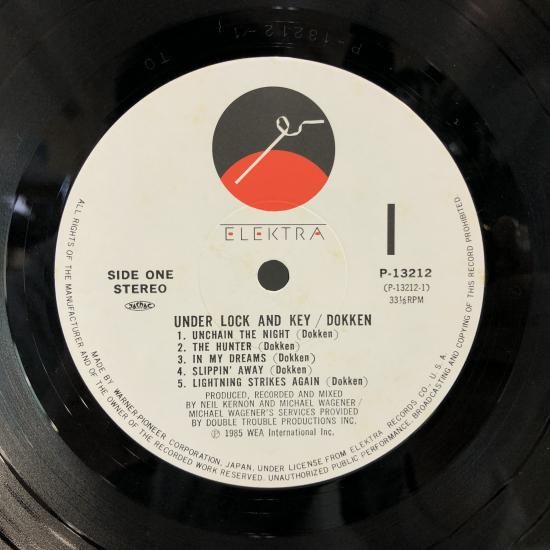 P-13212-1
TO
ELEKTRA
SIDE ONE
STEREO
JASRAC
1
P-13212
(P-13212-1)
33⅓RPM
UNDER LOCK AND KEY / DOKKEN
1. UNCHAIN THE NIGHT (Dokken)
2. THE HUNTER (Dokken)
3. IN MY DREAMS (Dokken)
4. SLIPPIN' AWAY (Dokken)
5. LIGHTNING STRIKES AGAIN (Dokken)
PRODUCED, RECORDED AND MIXED
BY NEIL KERNON AND MICHAEL WAGENER /
MICHAEL WAGENER'S SERVICES PROVIDED
BY DOUBLE TROUBLE PRODUCTIONS INC.
Ⓟ 1985 WEA International Inc.
ALL RIGHTS OF THE MANUFACTURER AND OF THE OWNER OF THE RECORDED WORK RESERVED. UNAUTHORIZED PUBLIC PERFORMANCE, BROADCASTING AND COPYING OF THIS RECORD PROHIBITED.
MADE BY WARNER-PIONEER CORPORATION, JAPAN, UNDER LICENSE FROM ELEKTRA RECORDS CO., U.S.A.